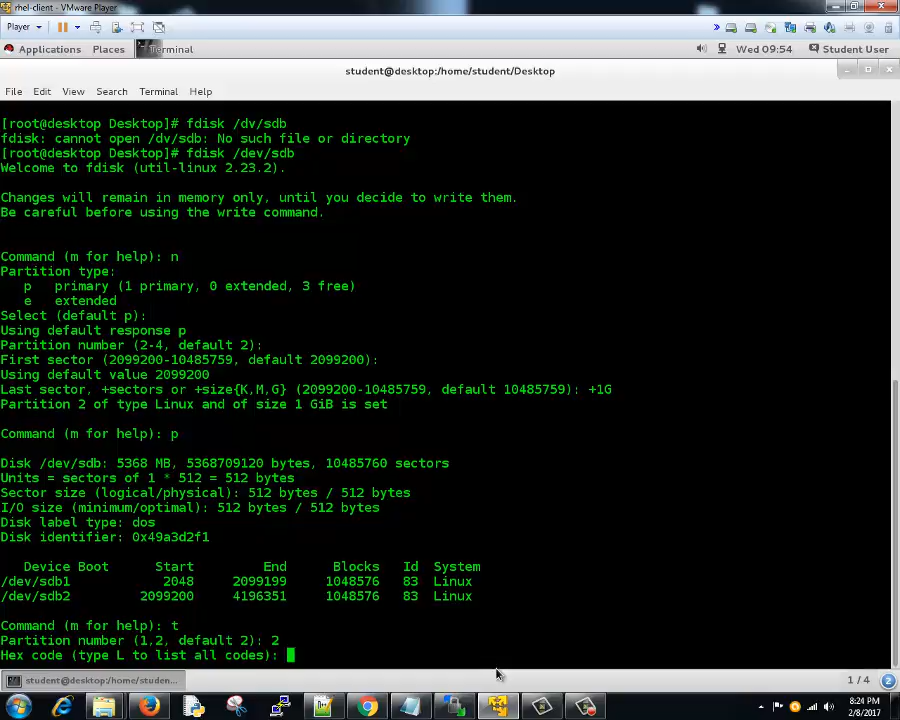 rhel-client - VMware Player
Player
Applications Places Terminal Wed 09:54 Student User
student@desktop:/home/student/Desktop
File Edit View Search Terminal Help
[root@desktop Desktop]# fdisk /dv/sdb
fdisk: cannot open /dv/sdb: No such file or directory
[root@desktop Desktop]# fdisk /dev/sdb
Welcome to fdisk (util-linux 2.23.2).
Changes will remain in memory only, until you decide to write them.
Be careful before using the write command.
Command (m for help): n
Partition type:
p primary (1 primary, 0 extended, 3 free)
e extended
Select (default p):
Using default response p
Partition number (2-4, default 2):
First sector (2099200-10485759, default 2099200):
Using default value 2099200
Last sector, +sectors or +size{K,M,G} (2099200-10485759, default 10485759): +1G
Partition 2 of type Linux and of size 1 GiB is set
Command (m for help): p
Disk /dev/sdb: 5368 MB, 5368709120 bytes, 10485760 sectors
Units = sectors of 1 * 512 = 512 bytes
Sector size (logical/physical): 512 bytes / 512 bytes
I/O size (minimum/optimal): 512 bytes / 512 bytes
Disk label type: dos
Disk identifier: 0x49a3d2f1
Device Boot Start End Blocks Id System
/dev/sdb1 2048 2099199 1048576 83 Linux
/dev/sdb2 2099200 4196351 1048576 83 Linux
Command (m for help): t
Partition number (1,2, default 2): 2
Hex code (type L to list all codes):
student@desktop:/home/studen... 1 / 4 2
8:24 PM
2/8/2017